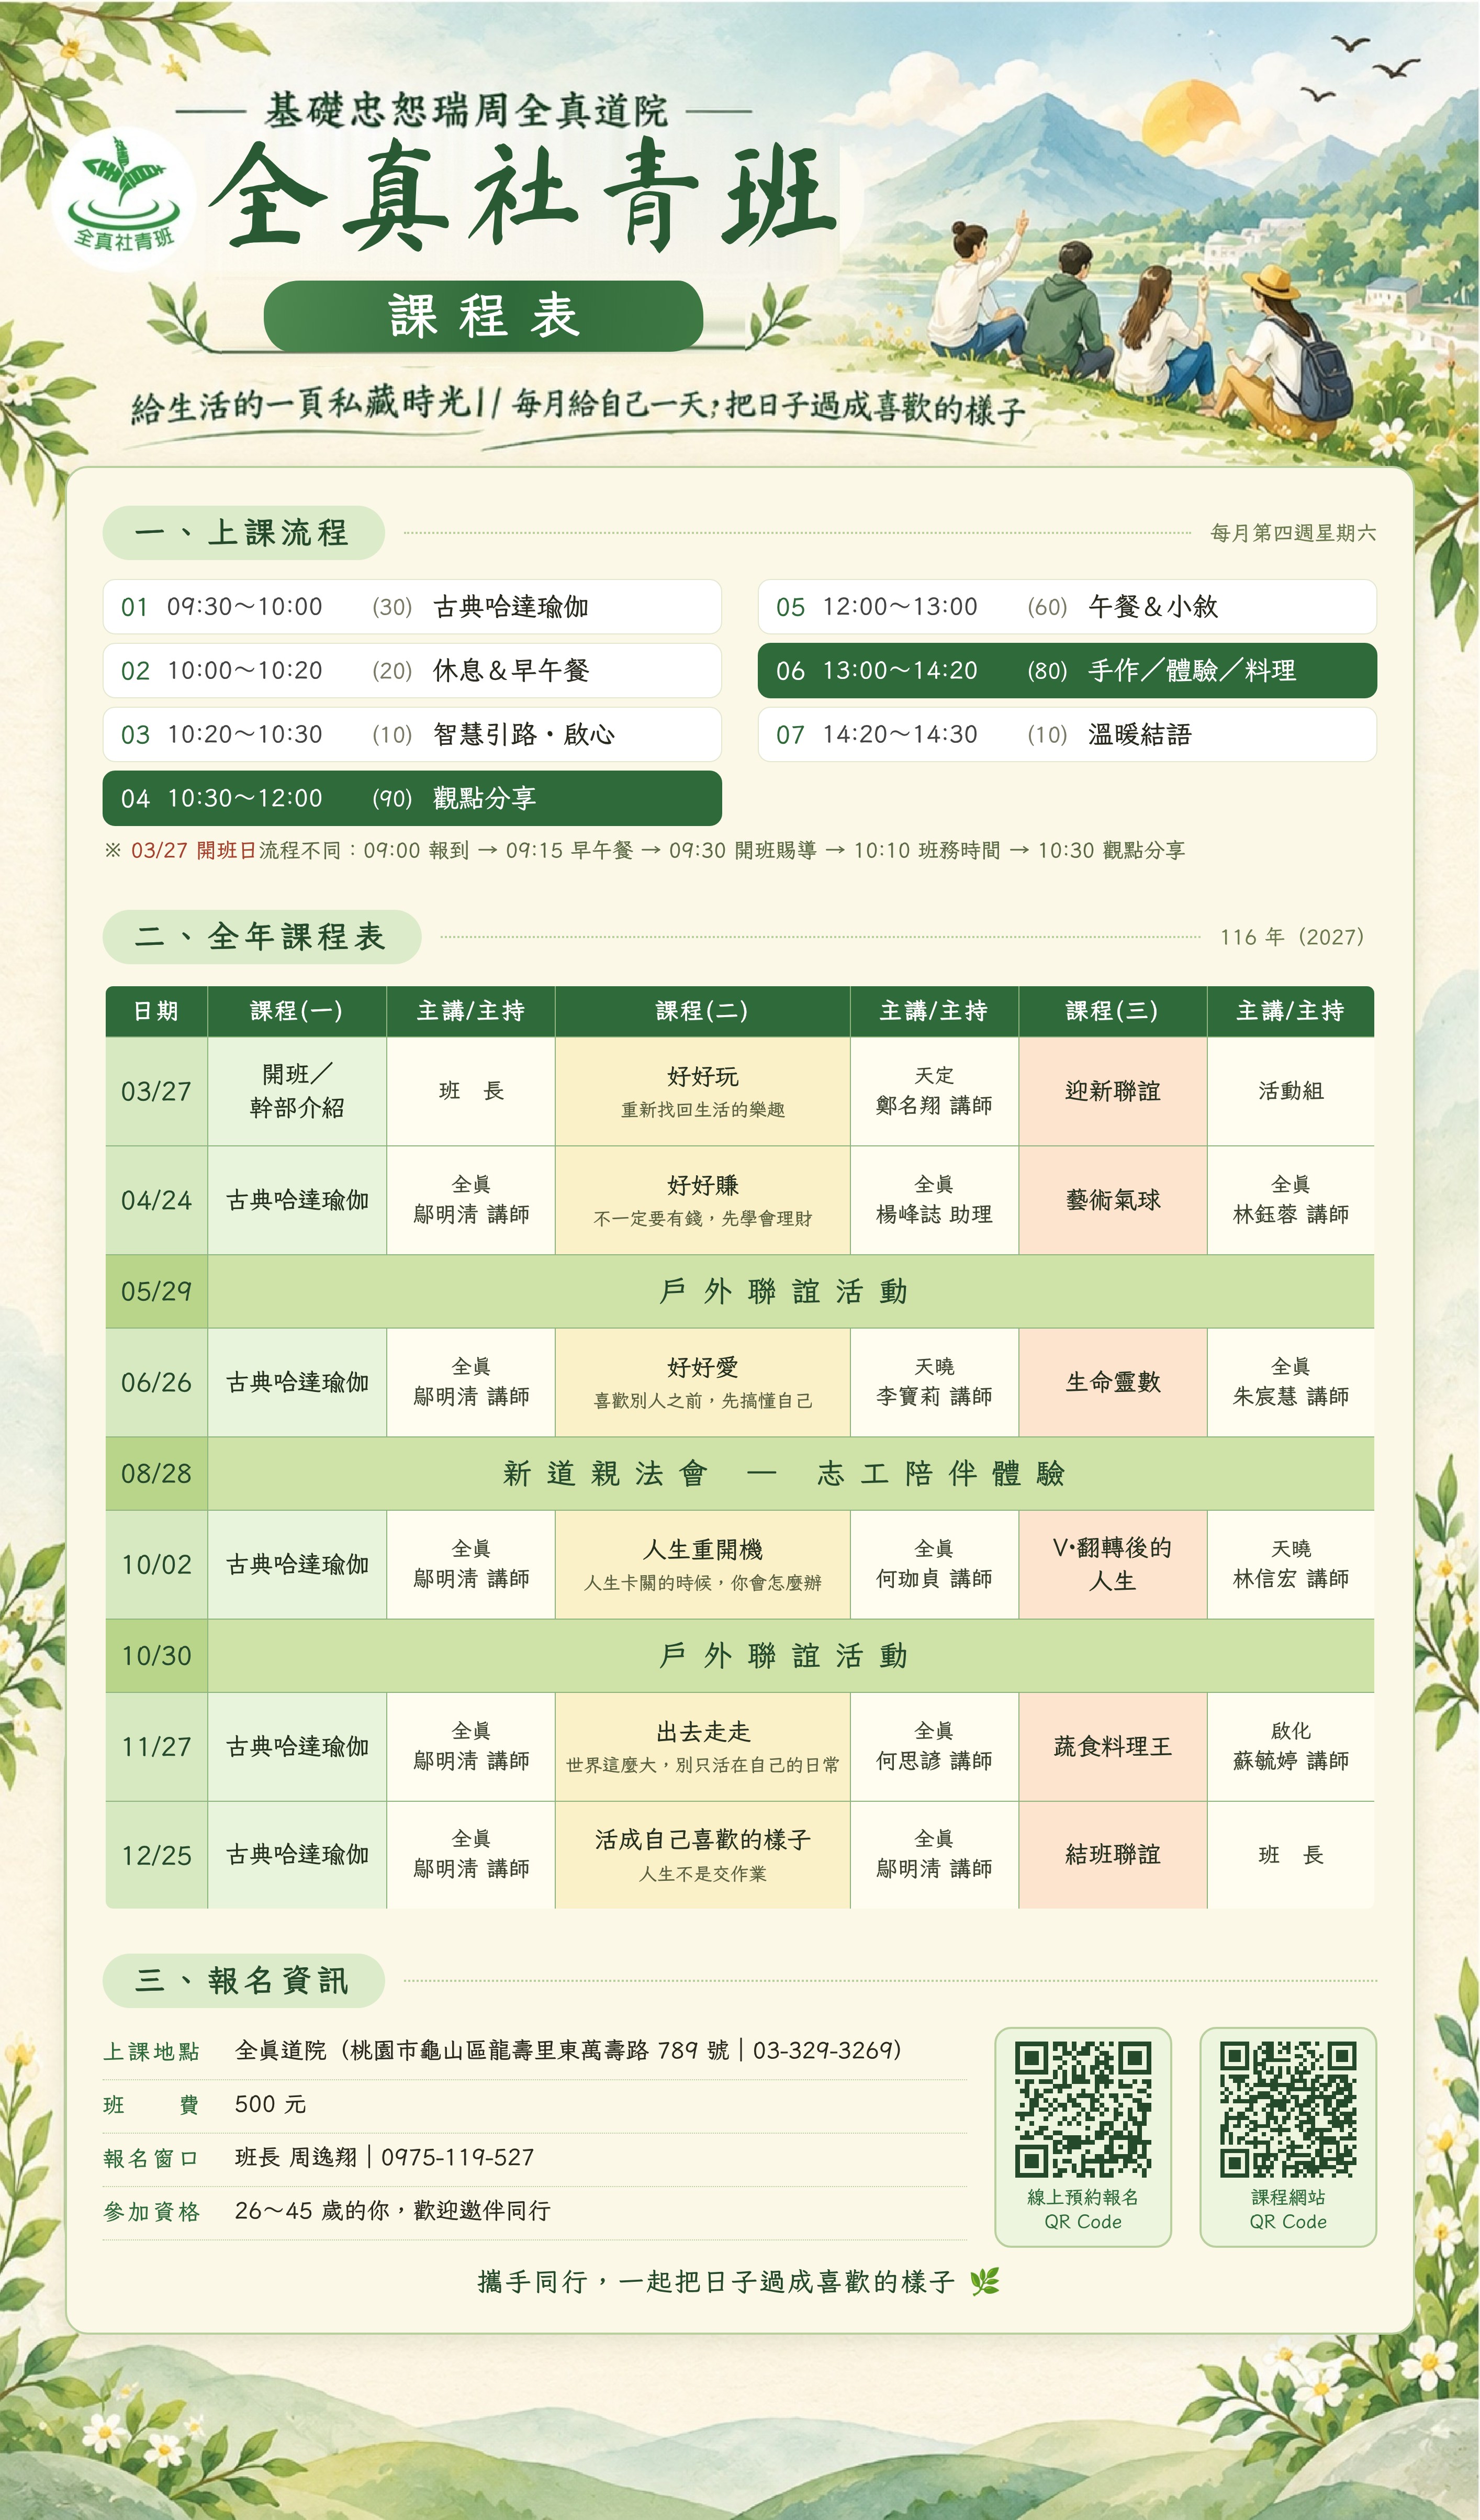 基礎忠恕瑞周全真道院
全真社青班
全真社青班
課程表
給生活的一頁私藏時光|/ 每月給自己一天,把日子過成喜歡的樣子
一、上課流程
每月第四週星期六
01 09:30～10:00 (30) 古典哈達瑜伽
02 10:00～10:20 (20) 休息＆早午餐
03 10:20～10:30 (10) 智慧引路・啟心
04 10:30～12:00 (90) 觀點分享
05 12:00～13:00 (60) 午餐＆小敘
06 13:00～14:20 (80) 手作／體驗／料理
07 14:20～14:30 (10) 溫暖結語
※ 03/27 開班日流程不同：09:00 報到 → 09:15 早午餐 → 09:30 開班賜導 → 10:10 班務時間 → 10:30 觀點分享
二、全年課程表
116 年（2027）
日期 課程(一) 主講/主持 課程(二) 主講/主持 課程(三) 主講/主持
03/27
開班／
幹部介紹
班　長
好好玩
重新找回生活的樂趣
天定
鄭名翔 講師
迎新聯誼
活動組
04/24
古典哈達瑜伽
全真
鄔明清 講師
好好賺
不一定要有錢，先學會理財
全真
楊峰誌 助理
藝術氣球
全真
林鈺蓉 講師
05/29
戶外聯誼活動
06/26
古典哈達瑜伽
全真
鄔明清 講師
好好愛
喜歡別人之前，先搞懂自己
天曉
李寶莉 講師
生命靈數
全真
朱宸慧 講師
08/28
新道親法會 — 志工陪伴體驗
10/02
古典哈達瑜伽
全真
鄔明清 講師
人生重開機
人生卡關的時候，你會怎麼辦
全真
何珈貞 講師
V・翻轉後的
人生
天曉
林信宏 講師
10/30
戶外聯誼活動
11/27
古典哈達瑜伽
全真
鄔明清 講師
出去走走
世界這麼大，別只活在自己的日常
全真
何思諺 講師
蔬食料理王
啟化
蘇毓婷 講師
12/25
古典哈達瑜伽
全真
鄔明清 講師
活成自己喜歡的樣子
人生不是交作業
全真
鄔明清 講師
結班聯誼
班　長
三、報名資訊
上課地點 全真道院（桃園市龜山區龍壽里東萬壽路 789 號｜03-329-3269）
班　費 500 元
報名窗口 班長 周逸翔｜0975-119-527
參加資格 26～45 歲的你，歡迎邀伴同行
線上預約報名
QR Code
課程網站
QR Code
攜手同行，一起把日子過成喜歡的樣子 🌿